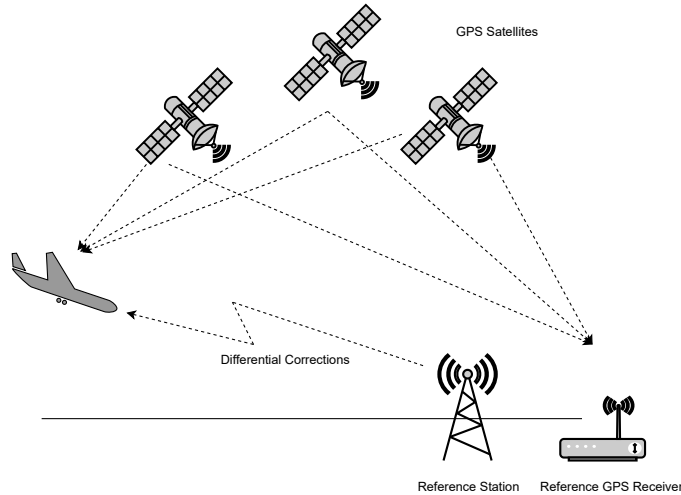 GPS Satellites
Differential Corrections
Reference Station
Reference GPS Receiver